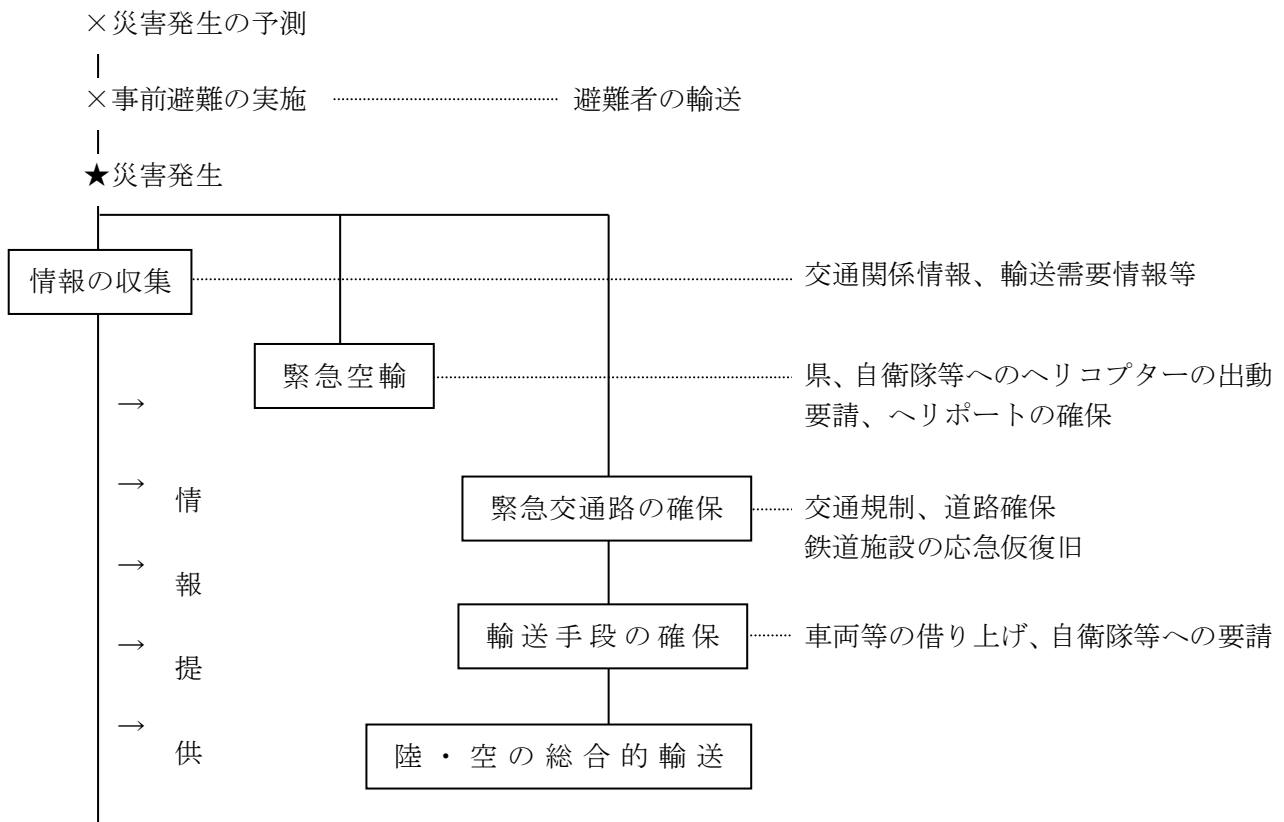 ×災害発生の予測
×事前避難の実施 避難者の輸送
★災害発生
情報の収集 交通関係情報、輸送需要情報等
緊急空輸 県、自衛隊等へのヘリコプターの出動
要請、ヘリポートの確保
→
→ 情
緊急交通路の確保 交通規制、道路確保
鉄道施設の応急仮復旧
→ 報
輸送手段の確保 車両等の借り上げ、自衛隊等への要請
→ 提
→ 供
陸・空の総合的輸送